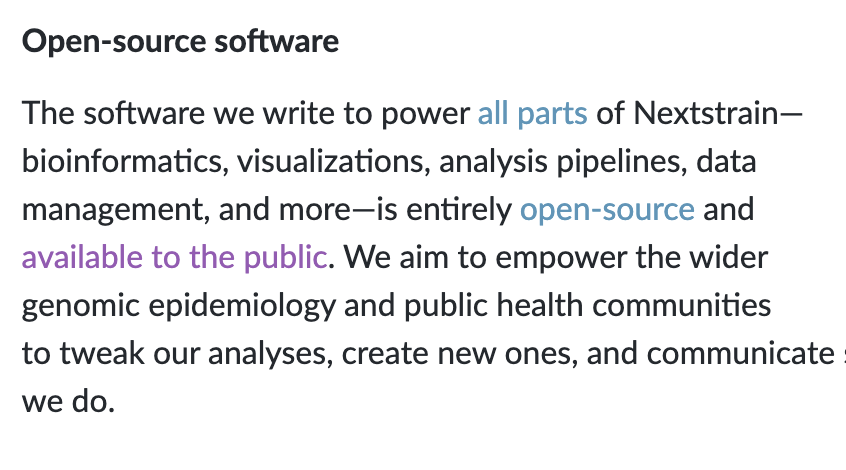 Open-source software
The software we write to power all parts of Nextstrain—
bioinformatics, visualizations, analysis pipelines, data
management, and more—is entirely open-source and
available to the public. We aim to empower the wider
genomic epidemiology and public health communities
to tweak our analyses, create new ones, and communicate
we do.